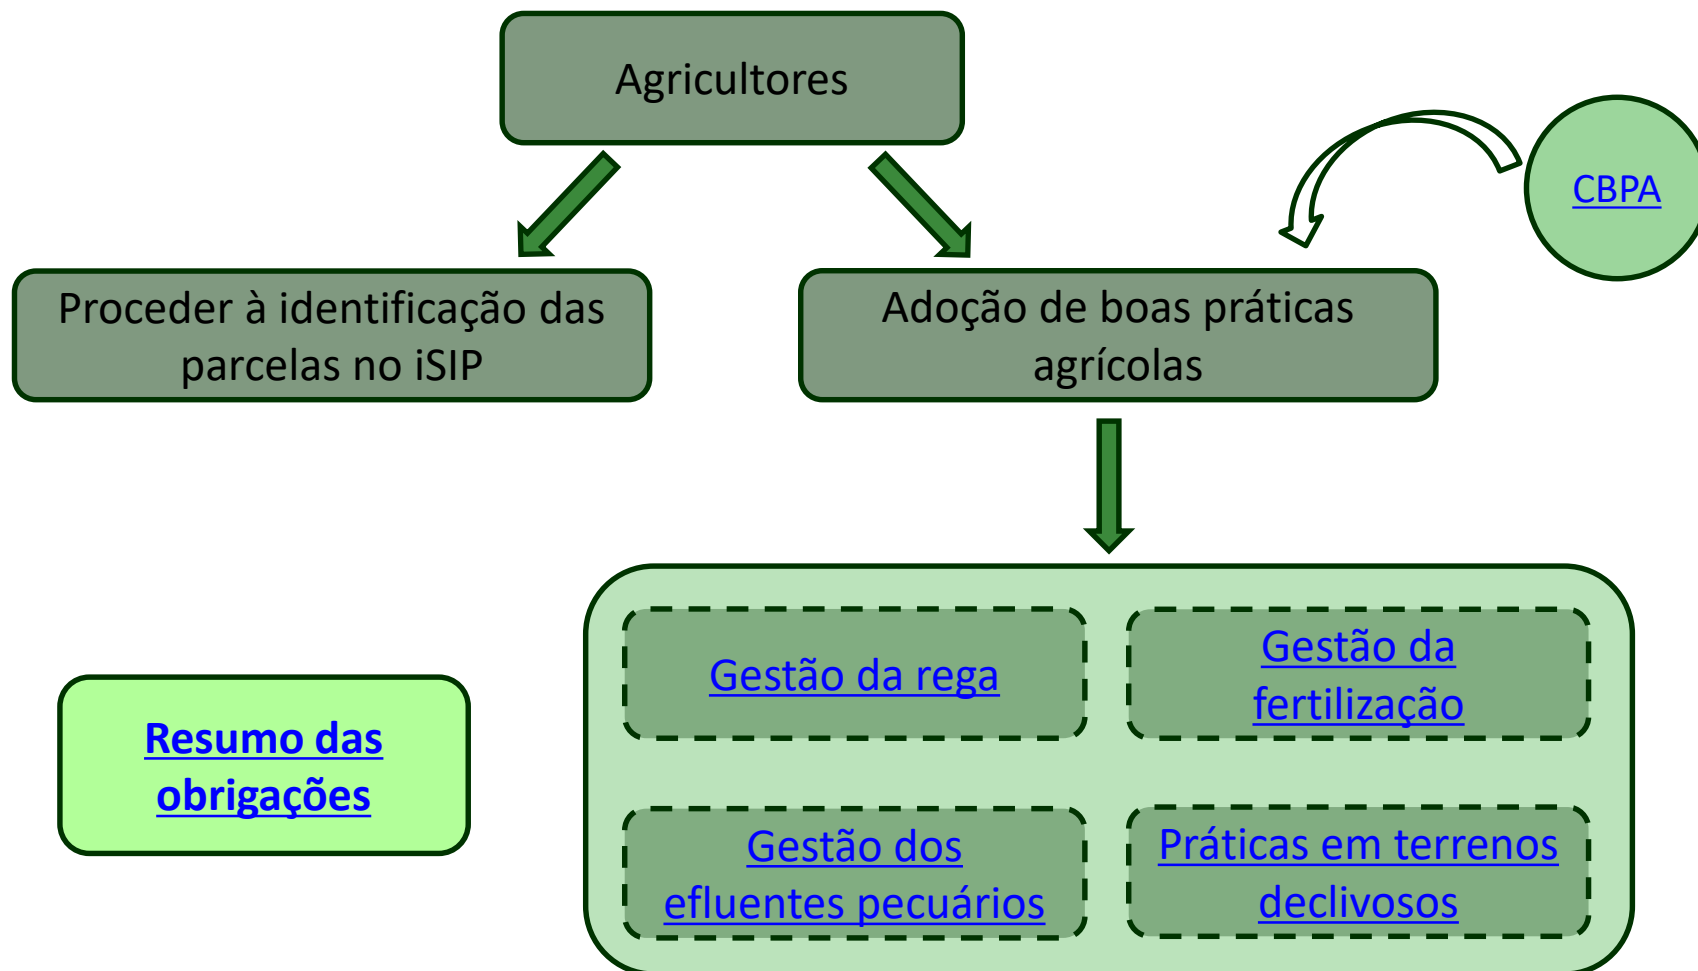 Agricultores
CBPA
Proceder à identificação das
parcelas no iSIP
Adoção de boas práticas
agrícolas
Gestão da rega
Gestão da
fertilização
Resumo das
obrigações
Gestão dos
efluentes pecuários
Práticas em terrenos
declivosos